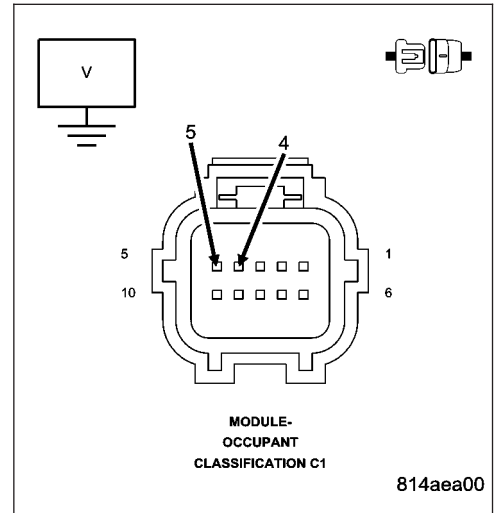 V
5 4
5 1
10 6
MODULE-
OCCUPANT
CLASSIFICATION C1
814aea00